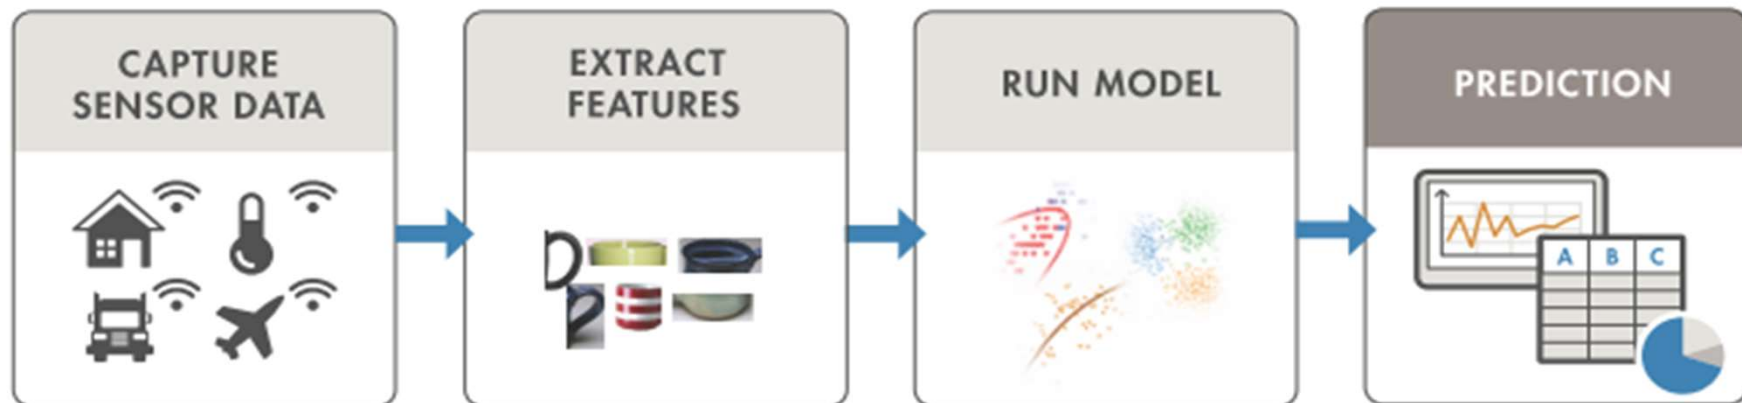 CAPTURE
SENSOR DATA
EXTRACT
FEATURES
RUN MODEL
PREDICTION
A B C